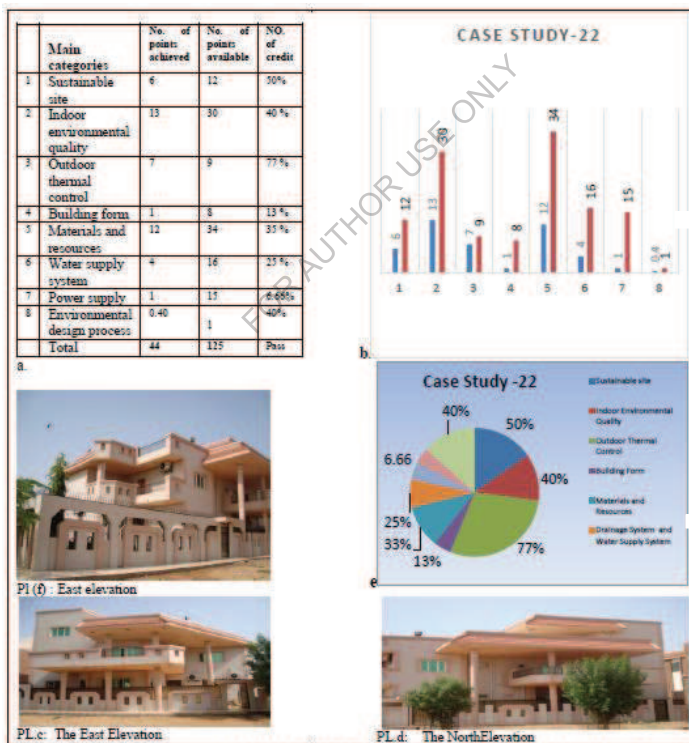 Main categories No. of points achieved No. of points available NO. of credit
1 Sustainable site 6 12 50%
2 Indoor environmental quality 13 30 40 %
3 Outdoor thermal control 7 9 77 %
4 Building form 1 8 13 %
5 Materials and resources 12 34 35 %
6 Water supply system 4 16 25 %
7 Power supply 1 15 6.66%
8 Environmental design process 0.40 1 40%
Total 44 125 Pass
a.
CASE STUDY-22
6 12 13 30 7 9 1 8 12 34 4 16 1 15 0.4 1
1 2 3 4 5 6 7 8
b.
FOR AUTHOR USE ONLY
Case Study -22
40%
50%
6.66
40%
25%
33%
13%
77%
Sustainable site
Indoor Environmental
Quality
Outdoor Thermal
Control
Building Form
Materials and
Resources
Drainage System and
Water Supply System
e
Pl (f) : East elevation
PL.c: The East Elevation
PL.d: The NorthElevation